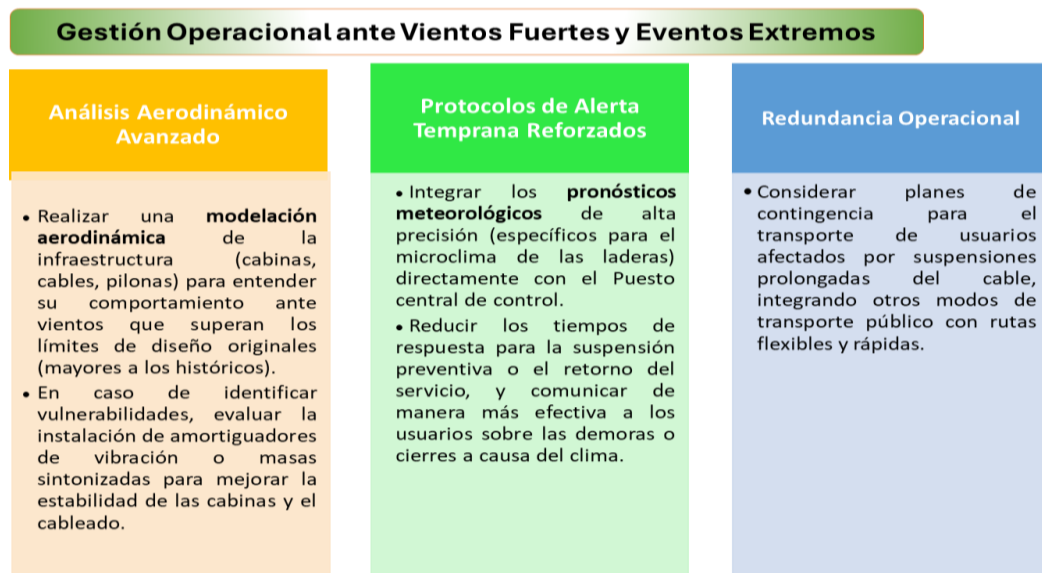 Gestión Operacional ante Vientos Fuertes y Eventos Extremos
Análisis Aerodinámico
Avanzado
• Realizar una modelación
aerodinámica de la
infraestructura (cabinas,
cables, pilonas) para entender
su comportamiento ante
vientos que superan los
límites de diseño originales
(mayores a los históricos).
• En caso de identificar
vulnerabilidades, evaluar la
instalación de amortiguadores
de vibración o masas
sintonizadas para mejorar la
estabilidad de las cabinas y el
cableado.
Protocolos de Alerta
Temprana Reforzados
• Integrar los pronósticos
meteorológicos de alta
precisión (específicos para el
microclima de las laderas)
directamente con el Puesto
central de control.
• Reducir los tiempos de
respuesta para la suspensión
preventiva o el retorno del
servicio, y comunicar de
manera más efectiva a los
usuarios sobre las demoras o
cierres a causa del clima.
Redundancia Operacional
• Considerar planes de
contingencia para el
transporte de usuarios
afectados por suspensiones
prolongadas del cable,
integrando otros modos de
transporte público con rutas
flexibles y rápidas.